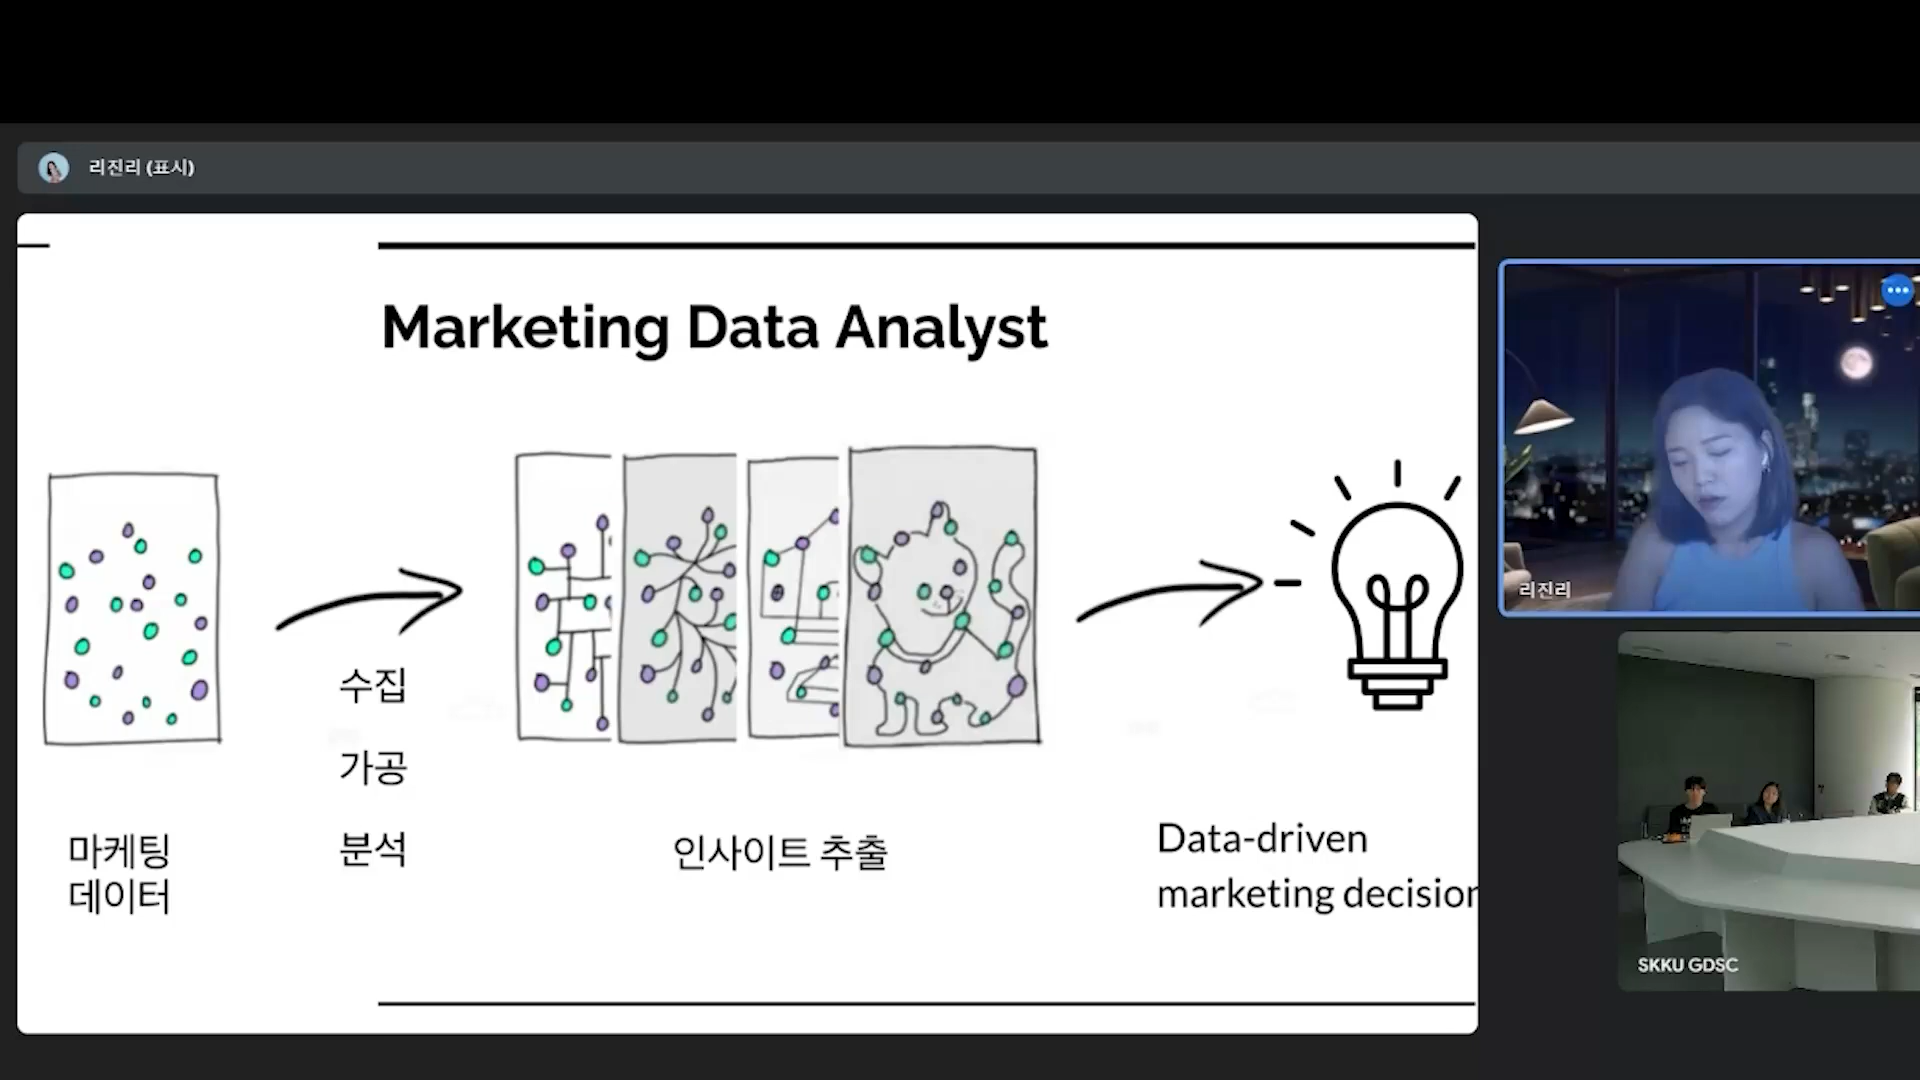 리진리 (표시)
Marketing Data Analyst
수집
가공
분석
마케팅
데이터
인사이트 추출
Data-driven
marketing decision
리진리
SKKU GDSC